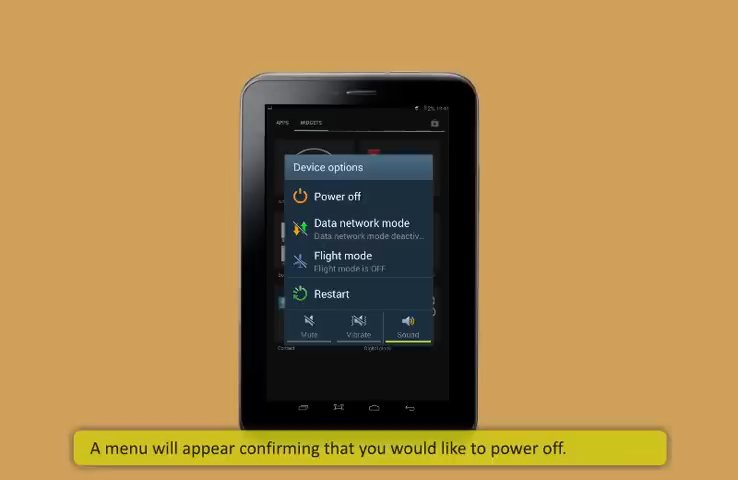 APPS WIDGETS
Device options
Power off
Data network mode
Data network mode deactiv..
Flight mode
Flight mode is OFF
Restart
Mute Vibrate Sound
A menu will appear confirming that you would like to power off.